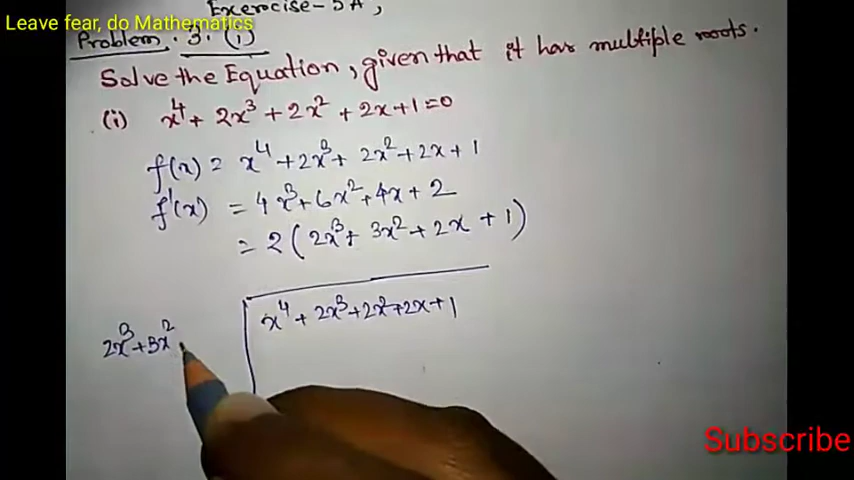 Exercise-5A,
Leave fear, do Mathematics
Problem. 3. (i)
Solve the Equation, given that it has multiple roots.
(i) x⁴ + 2x³ + 2x² + 2x + 1 = 0
f(x) = x⁴ + 2x³ + 2x² + 2x + 1
f'(x) = 4x³ + 6x² + 4x + 2
= 2(2x³ + 3x² + 2x + 1)
x⁴ + 2x³ + 2x² + 2x + 1
2x³ + 3x²
Subscribe